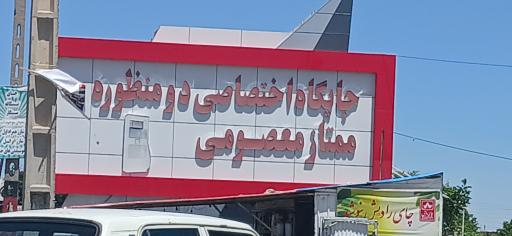 جایگاه اختصاصی دو منظوره
ممتاز معصومی
چای